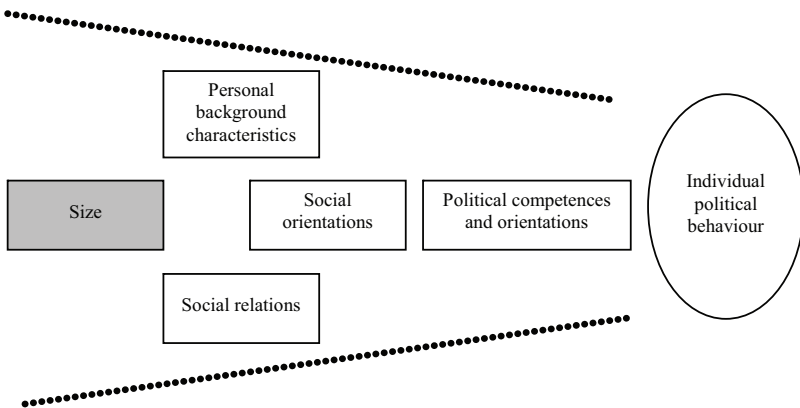 Personal
background
characteristics
Size
Social
orientations
Political competences
and orientations
Individual
political
behaviour
Social relations